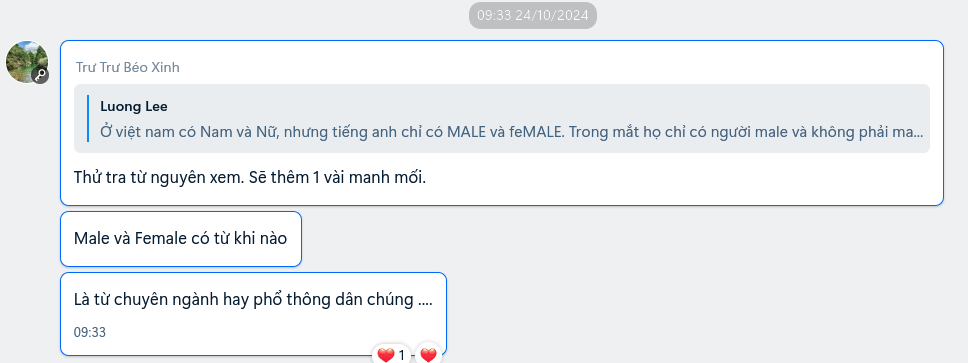 09:33 24/10/2024
Trư Trư Béo Xinh
Luong Lee
Ở việt nam có Nam và Nữ, nhưng tiếng anh chỉ có MALE và feMALE. Trong mắt họ chỉ có người male và không phải ma...
Thử tra từ nguyên xem. Sẽ thêm 1 vài manh mối.
Male và Female có từ khi nào
Là từ chuyên ngành hay phổ thông dân chúng ....
09:33
1